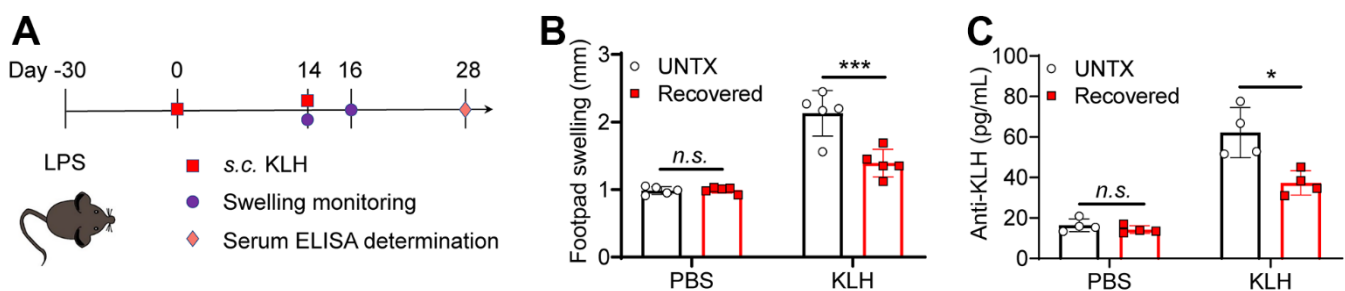 A
Day -30 0 14 16 28
LPS
s.c. KLH
Swelling monitoring
Serum ELISA determination
B
Footpad swelling (mm)
3
2
1
0
UNTX
Recovered
n.s.
***
PBS KLH
C
Anti-KLH (pg/mL)
100
80
60
40
20
0
UNTX
Recovered
n.s.
*
PBS KLH